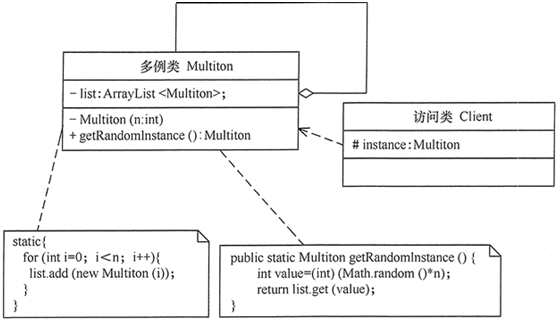 多例类 Multiton
- list:ArrayList <Multiton>;
- Multiton (n:int)
+ getRandomInstance ():Multiton
访问类 Client
# instance:Multiton
static{
for (int i=0; i<n; i++){
list.add (new Multiton (i));
}
}
public static Multiton getRandomInstance () {
int value=(int) (Math.random ()*n);
return list.get (value);
}